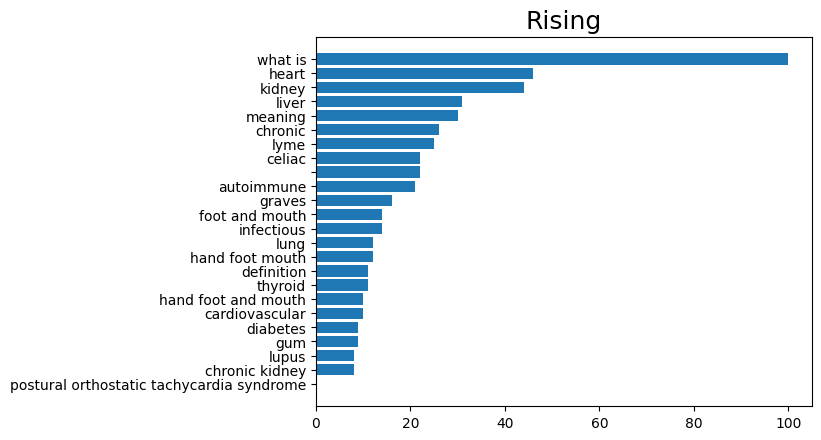 Rising
what is
heart
kidney
liver
meaning
chronic
lyme
celiac
autoimmune
graves
foot and mouth
infectious
lung
hand foot mouth
definition
thyroid
hand foot and mouth
cardiovascular
diabetes
gum
lupus
chronic kidney
postural orthostatic tachycardia syndrome
0 20 40 60 80 100